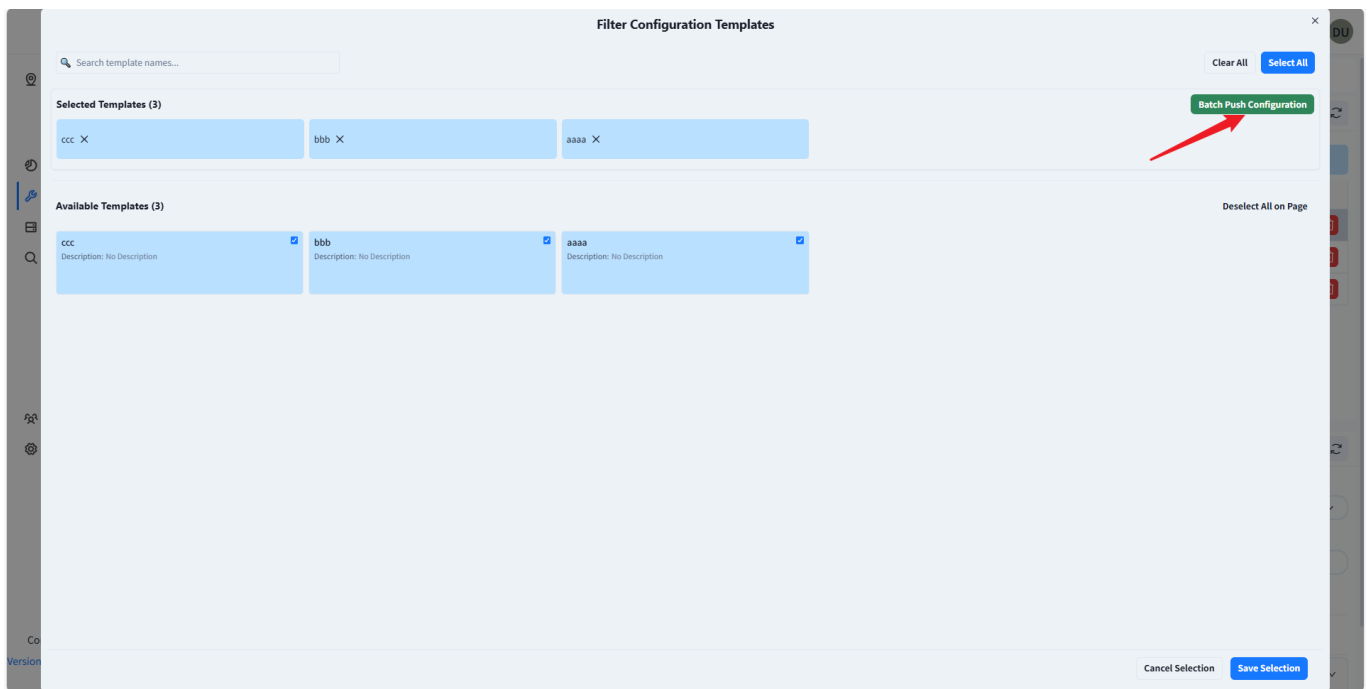 Filter Configuration Templates
DU
Search template names...
Clear All
Select All
Selected Templates (3)
Batch Push Configuration
ccc
bbb
aaaa
Available Templates (3)
Deselect All on Page
ccc
Description: No Description
bbb
Description: No Description
aaaa
Description: No Description
Co
Version
Cancel Selection
Save Selection